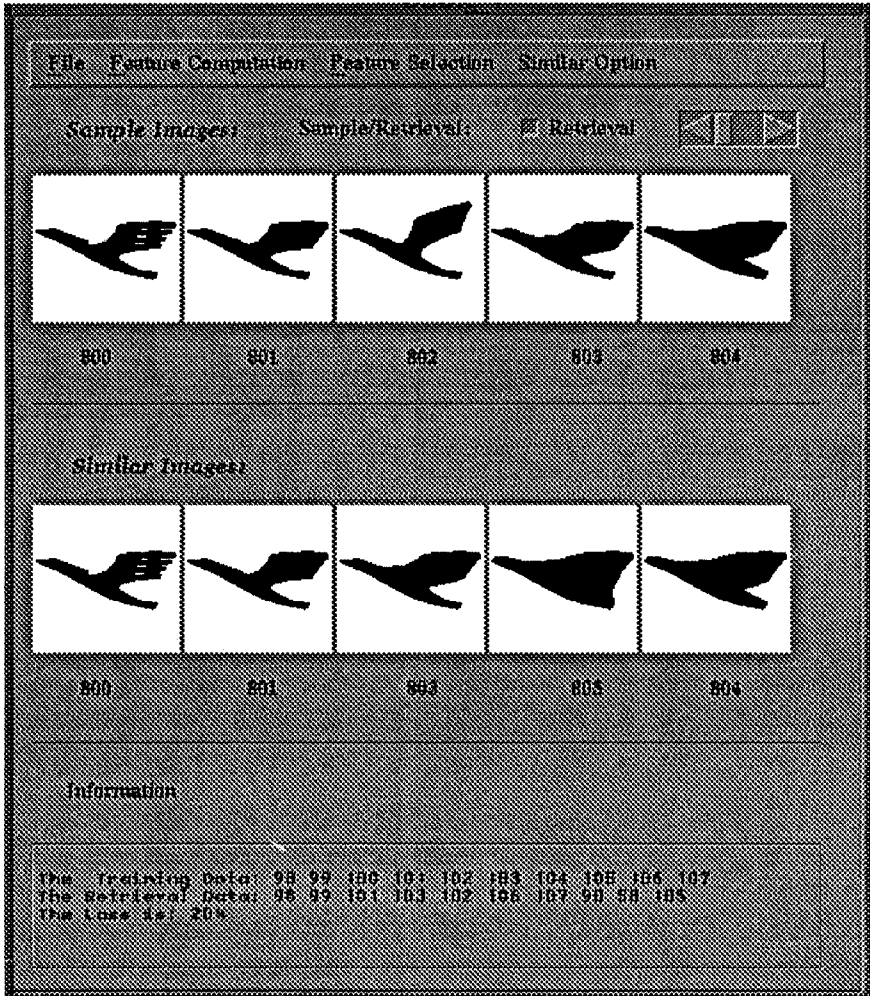 File Feature Computation Feature Selection Similar Option
Sample Images: Sample/Retrieval: Retrieval
800 801 802 803 804
Similar Images:
800 801 803 805 804
Information
The Training Data: 98 99 100 101 102 103 104 105 106 107
The Retrieval Data: 98 99 101 103 102 106 107 90 58 105
The Loss is: 20%